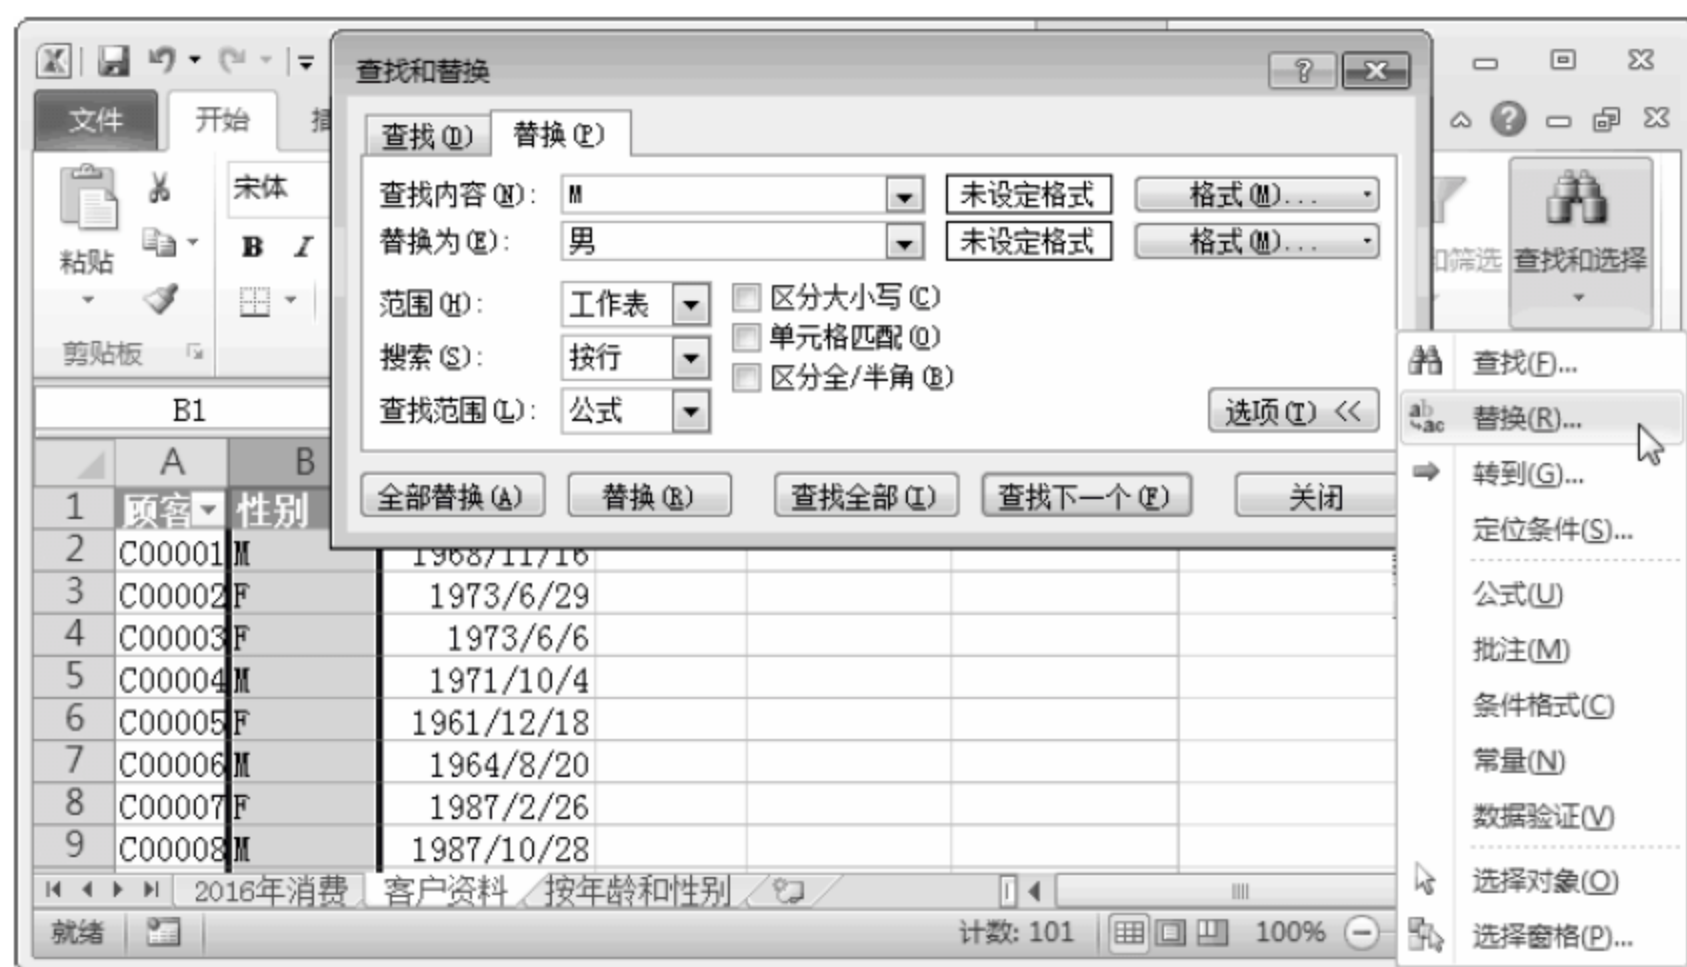 查找和替换
文件 开始 插
查找(D) 替换(P)
查找内容(N): M 未设定格式 格式(M)...
替换为(E): 男 未设定格式 格式(M)...
范围(H): 工作表 区分大小写(C)
搜索(S): 按行 单元格匹配(O)
查找范围(L): 公式 区分全/半角(B)
选项(T) <<
全部替换(A) 替换(R) 查找全部(I) 查找下一个(F) 关闭
粘贴
宋体
B I
剪贴板
和筛选 查找和选择
查找(F)...
替换(R)...
转到(G)...
定位条件(S)...
公式(U)
批注(M)
条件格式(C)
常量(N)
数据验证(V)
选择对象(O)
选择窗格(P)...
B1
A B
1 顾客 性别
2 C00001 M 1968/11/16
3 C00002 F 1973/6/29
4 C00003 F 1973/6/6
5 C00004 M 1971/10/4
6 C00005 F 1961/12/18
7 C00006 M 1964/8/20
8 C00007 F 1987/2/26
9 C00008 M 1987/10/28
2016年消费 客户资料 按年龄和性别
就绪 计数: 101 100%